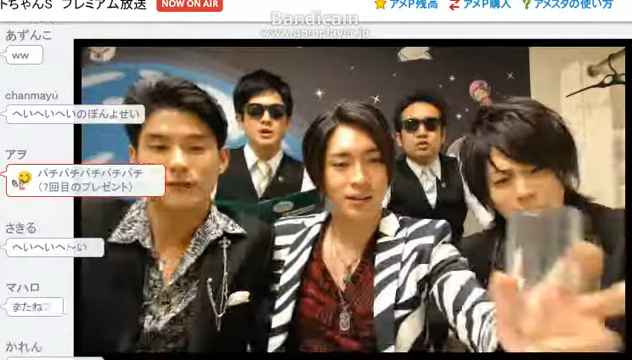 トちゃんS プレミアム放送
NOW ON AIR
アメP残高
アメP購入
アメスタの使い方
Bandicam
www.gomplayer.jp
あずんこ
ww
chanmayú
へいへいへいのぽんよせい
アヲ
パチパチパチパチパチ
(7回目のプレゼント)
さきる
へいへいへ～い
マハロ
またね♡
かれん